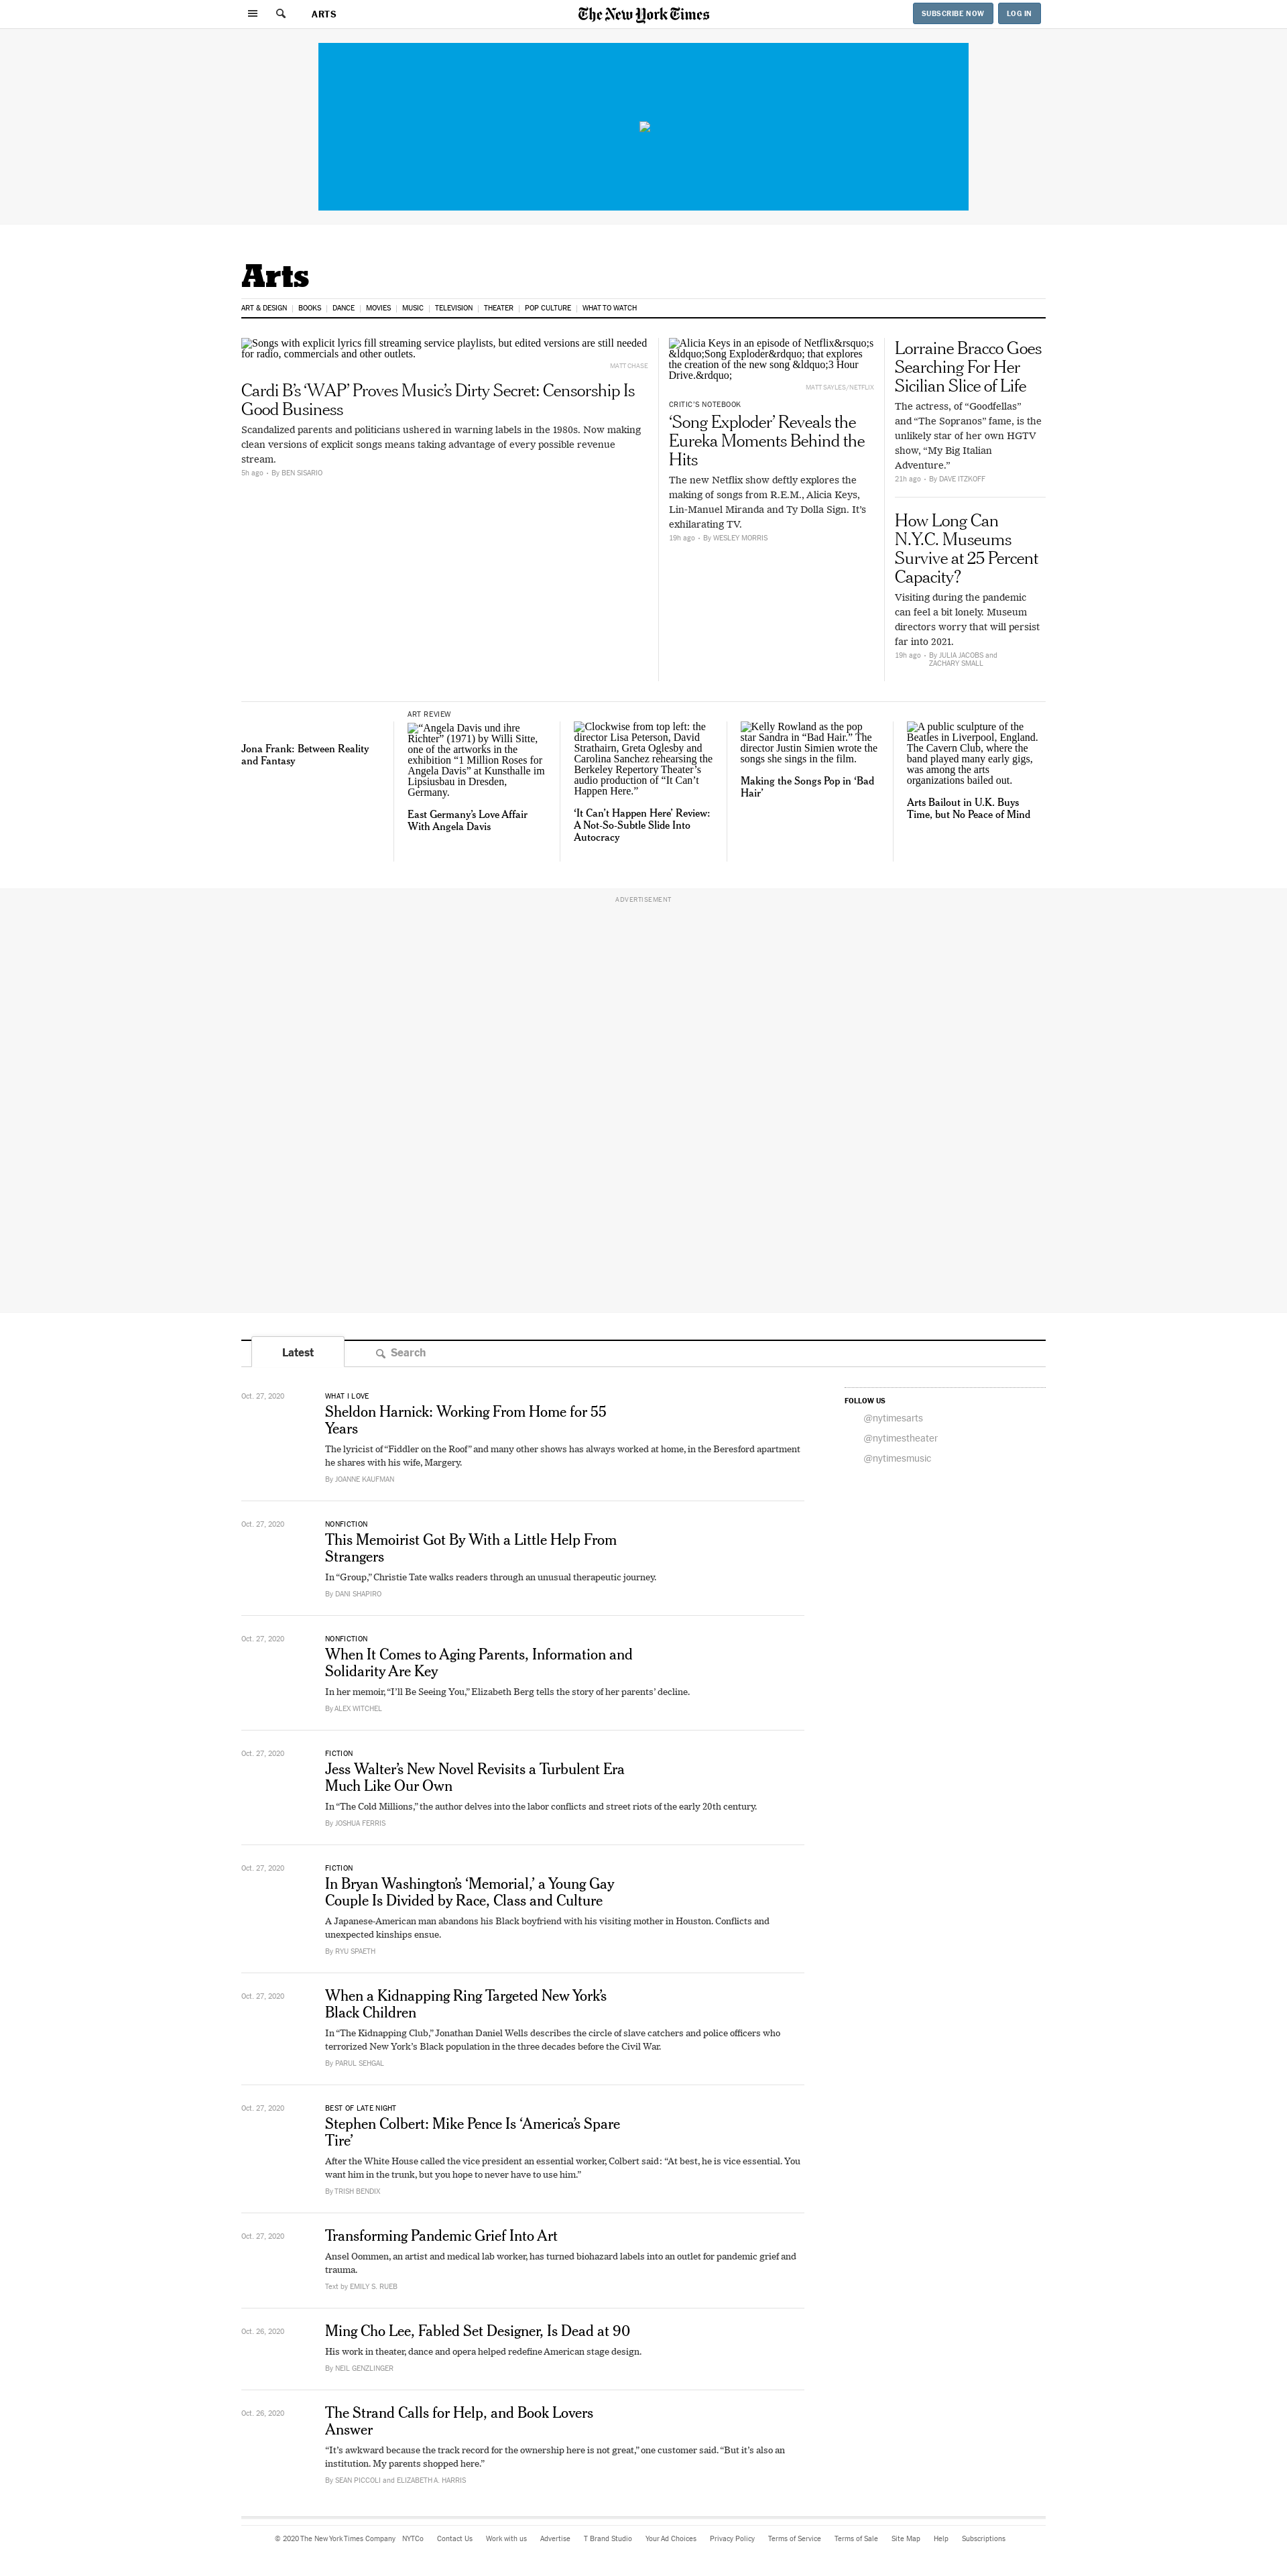 ARTS
The New York Times
SUBSCRIBE NOW
LOG IN
Arts
ART & DESIGN
BOOKS
DANCE
MOVIES
MUSIC
TELEVISION
THEATER
POP CULTURE
WHAT TO WATCH
Songs with explicit lyrics fill streaming service playlists, but edited versions are still needed
for radio, commercials and other outlets.
MATT CHASE
Cardi B’s ‘WAP’ Proves Music’s Dirty Secret: Censorship Is
Good Business
Scandalized parents and politicians ushered in warning labels in the 1980s. Now making
clean versions of explicit songs means taking advantage of every possible revenue
stream.
5h ago - By BEN SISARIO
Alicia Keys in an episode of Netflix&rsquo;s
&ldquo;Song Exploder&rdquo; that explores
the creation of the new song &ldquo;3 Hour
Drive.&rdquo;
MATT SAYLES/NETFLIX
CRITIC’S NOTEBOOK
‘Song Exploder’ Reveals the
Eureka Moments Behind the
Hits
The new Netflix show deftly explores the
making of songs from R.E.M., Alicia Keys,
Lin-Manuel Miranda and Ty Dolla Sign. It’s
exhilarating TV.
19h ago - By WESLEY MORRIS
Lorraine Bracco Goes
Searching For Her
Sicilian Slice of Life
The actress, of “Goodfellas”
and “The Sopranos” fame, is the
unlikely star of her own HGTV
show, “My Big Italian
Adventure.”
21h ago - By DAVE ITZKOFF
How Long Can
N.Y.C. Museums
Survive at 25 Percent
Capacity?
Visiting during the pandemic
can feel a bit lonely. Museum
directors worry that will persist
far into 2021.
19h ago - By JULIA JACOBS and
ZACHARY SMALL
Jona Frank: Between Reality
and Fantasy
ART REVIEW
“Angela Davis und ihre
Richter” (1971) by Willi Sitte,
one of the artworks in the
exhibition “1 Million Roses for
Angela Davis” at Kunsthalle im
Lipsiusbau in Dresden,
Germany.
East Germany’s Love Affair
With Angela Davis
Clockwise from top left: the
director Lisa Peterson, David
Strathairn, Greta Oglesby and
Carolina Sanchez rehearsing the
Berkeley Repertory Theater’s
audio production of “It Can’t
Happen Here.”
‘It Can’t Happen Here’ Review:
A Not-So-Subtle Slide Into
Autocracy
Kelly Rowland as the pop
star Sandra in “Bad Hair.” The
director Justin Simien wrote the
songs she sings in the film.
Making the Songs Pop in ‘Bad
Hair’
A public sculpture of the
Beatles in Liverpool, England.
The Cavern Club, where the
band played many early gigs,
was among the arts
organizations bailed out.
Arts Bailout in U.K. Buys
Time, but No Peace of Mind
ADVERTISEMENT
Latest
Search
Oct. 27, 2020
WHAT I LOVE
Sheldon Harnick: Working From Home for 55
Years
The lyricist of “Fiddler on the Roof” and many other shows has always worked at home, in the Beresford apartment
he shares with his wife, Margery.
By JOANNE KAUFMAN
FOLLOW US
@nytimesarts
@nytimestheater
@nytimesmusic
Oct. 27, 2020
NONFICTION
This Memoirist Got By With a Little Help From
Strangers
In “Group,” Christie Tate walks readers through an unusual therapeutic journey.
By DANI SHAPIRO
Oct. 27, 2020
NONFICTION
When It Comes to Aging Parents, Information and
Solidarity Are Key
In her memoir, “I’ll Be Seeing You,” Elizabeth Berg tells the story of her parents’ decline.
By ALEX WITCHEL
Oct. 27, 2020
FICTION
Jess Walter’s New Novel Revisits a Turbulent Era
Much Like Our Own
In “The Cold Millions,” the author delves into the labor conflicts and street riots of the early 20th century.
By JOSHUA FERRIS
Oct. 27, 2020
FICTION
In Bryan Washington’s ‘Memorial,’ a Young Gay
Couple Is Divided by Race, Class and Culture
A Japanese-American man abandons his Black boyfriend with his visiting mother in Houston. Conflicts and
unexpected kinships ensue.
By RYU SPAETH
Oct. 27, 2020
When a Kidnapping Ring Targeted New York’s
Black Children
In “The Kidnapping Club,” Jonathan Daniel Wells describes the circle of slave catchers and police officers who
terrorized New York’s Black population in the three decades before the Civil War.
By PARUL SEHGAL
Oct. 27, 2020
BEST OF LATE NIGHT
Stephen Colbert: Mike Pence Is ‘America’s Spare
Tire’
After the White House called the vice president an essential worker, Colbert said: “At best, he is vice essential. You
want him in the trunk, but you hope to never have to use him.”
By TRISH BENDIX
Oct. 27, 2020
Transforming Pandemic Grief Into Art
Ansel Oommen, an artist and medical lab worker, has turned biohazard labels into an outlet for pandemic grief and
trauma.
Text by EMILY S. RUEB
Oct. 26, 2020
Ming Cho Lee, Fabled Set Designer, Is Dead at 90
His work in theater, dance and opera helped redefine American stage design.
By NEIL GENZLINGER
Oct. 26, 2020
The Strand Calls for Help, and Book Lovers
Answer
“It’s awkward because the track record for the ownership here is not great,” one customer said. “But it’s also an
institution. My parents shopped here.”
By SEAN PICCOLI and ELIZABETH A. HARRIS
© 2020 The New York Times Company
NYTCo
Contact Us
Work with us
Advertise
T Brand Studio
Your Ad Choices
Privacy Policy
Terms of Service
Terms of Sale
Site Map
Help
Subscriptions